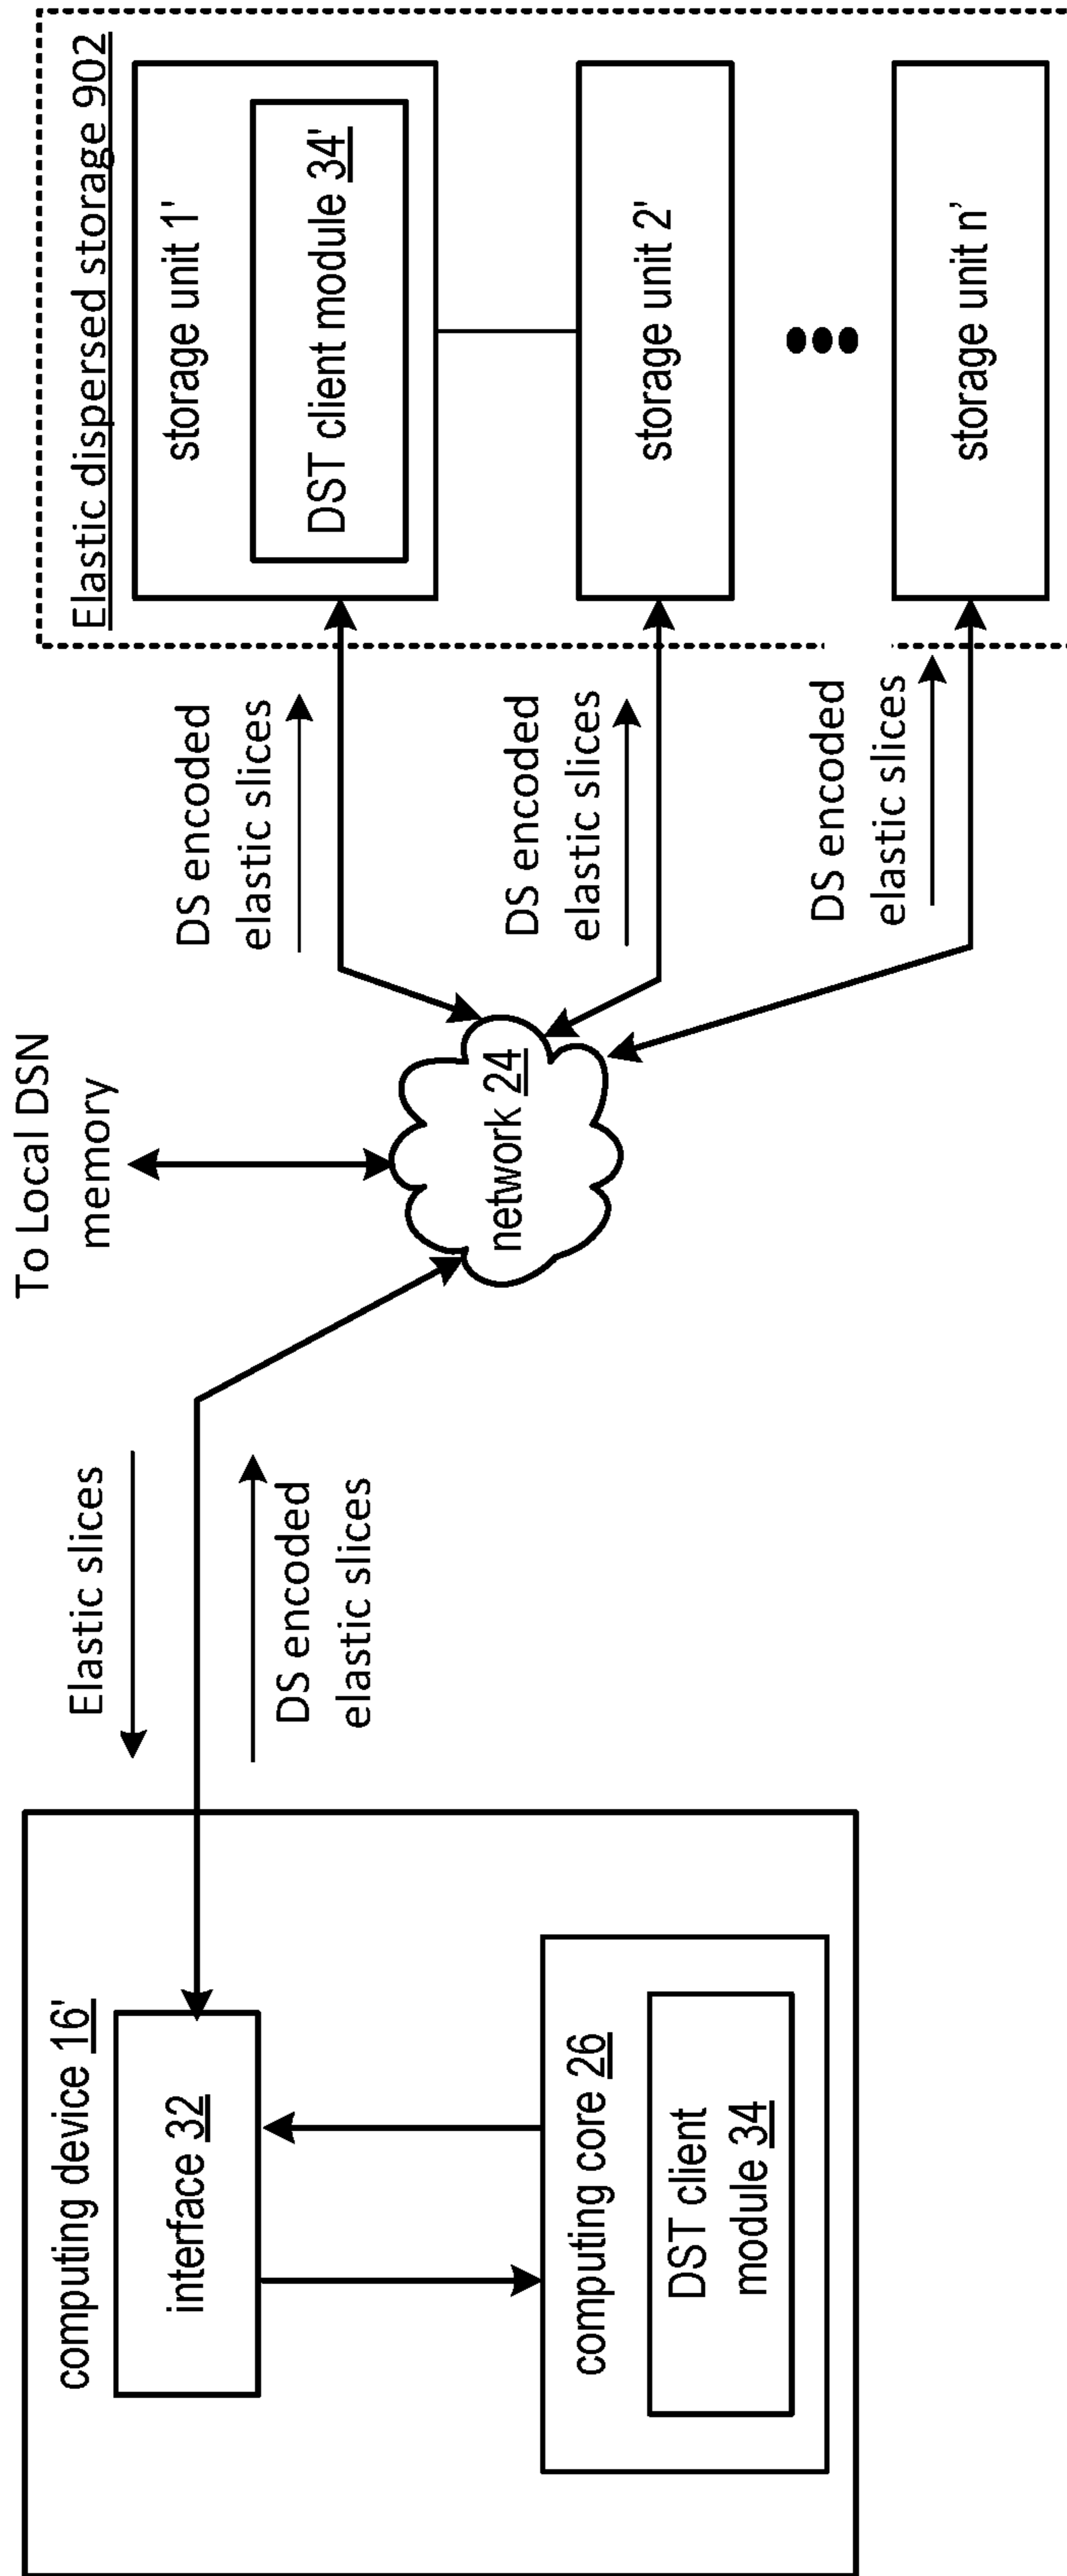 computing device 16'
interface 32
computing core 26
DST client
module 34
Elastic slices
DS encoded
elastic slices
To Local DSN
memory
network 24
DS encoded
elastic slices
DS encoded
elastic slices
DS encoded
elastic slices
Elastic dispersed storage 902
storage unit 1'
DST client module 34'
storage unit 2'
storage unit n’